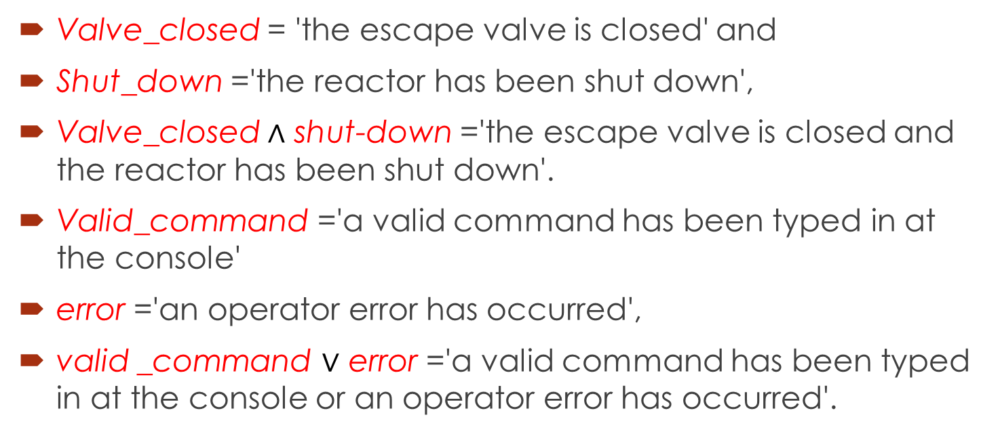 Valve_closed = 'the escape valve is closed' and
Shut_down ='the reactor has been shut down',
Valve_closed ∧ shut-down ='the escape valve is closed and
the reactor has been shut down'.
Valid_command ='a valid command has been typed in at
the console'
error ='an operator error has occurred',
valid _command ∨ error ='a valid command has been typed
in at the console or an operator error has occurred'.